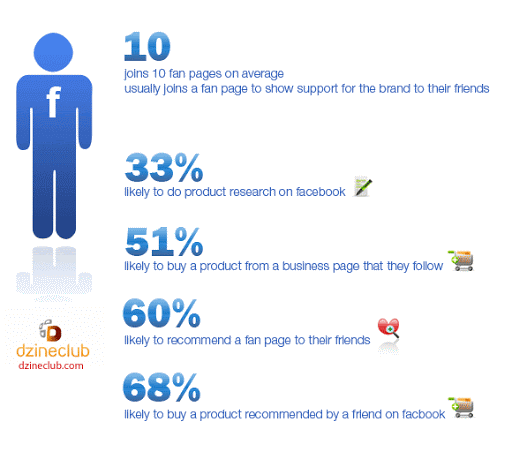 f
10
joins 10 fan pages on average
usually joins a fan page to show support for the brand to their friends
33%
likely to do product research on facebook
51%
likely to buy a product from a business page that they follow
60%
likely to recommend a fan page to their friends
68%
likely to buy a product recommended by a friend on facbook
dzineclub
dzineclub.com